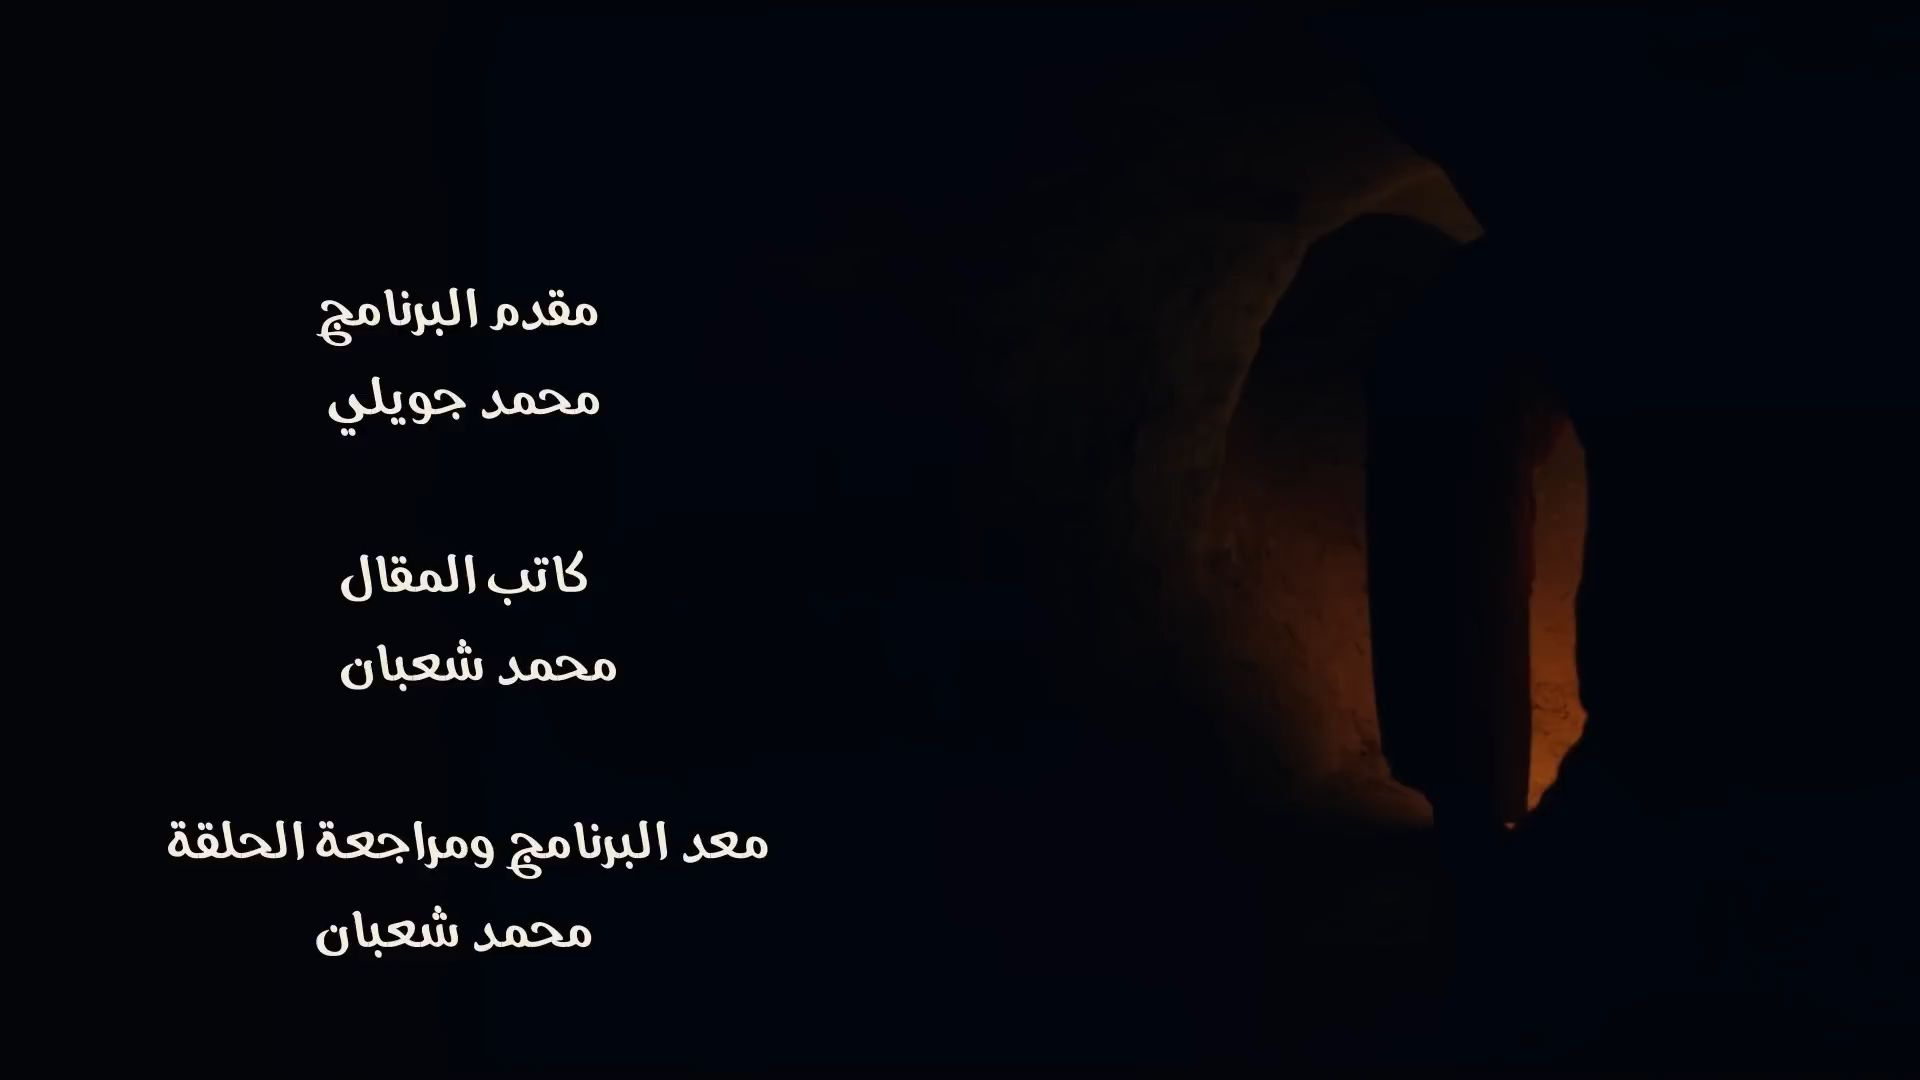 مقدم البرنامج
محمد جويلي
كاتب المقال
محمد شعبان
معد البرنامج ومراجعة الحلقة
محمد شعبان